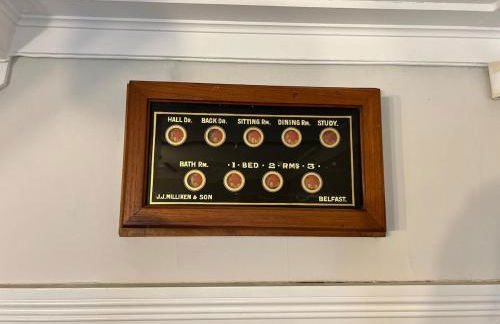 HALL DR. BACK DR. SITTING RM. DINING RM. STUDY.
BATH RM. · 1 · BED · 2 · RMS · 3 ·
J.J. MILLIKEN & SON BELFAST.